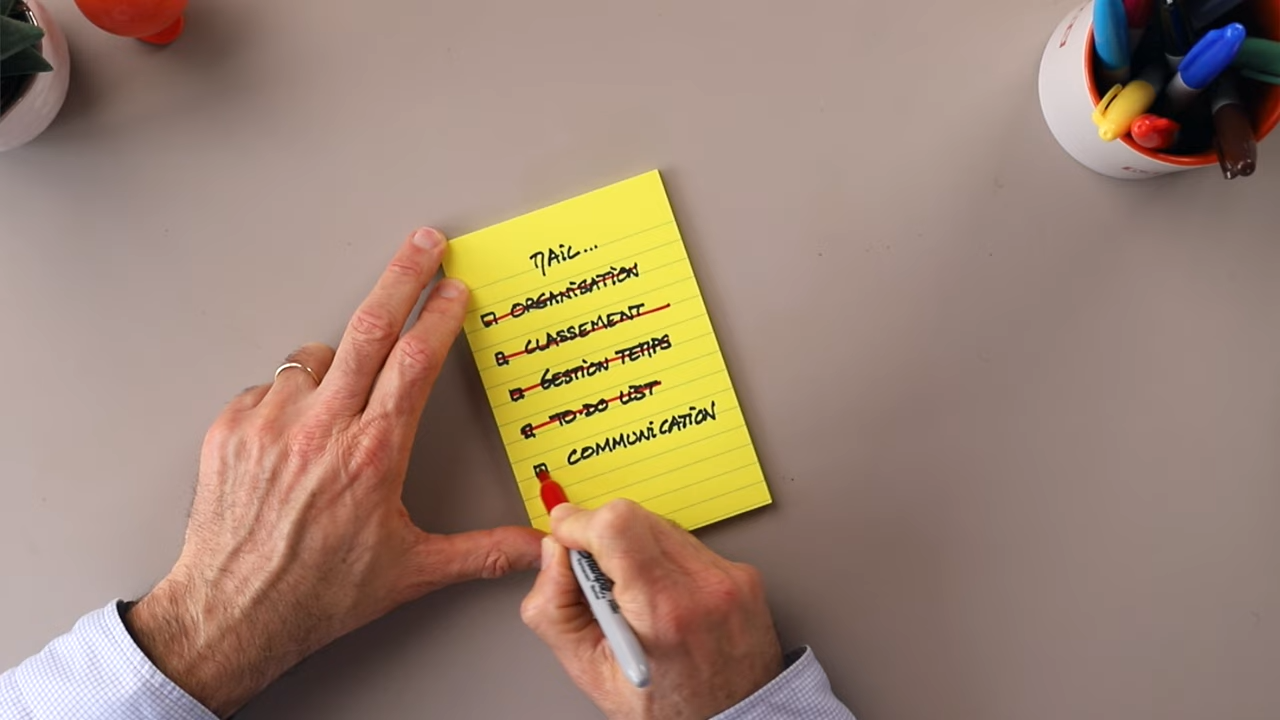 MAIL...
ORGANISATION
CLASSEMENT
GESTION TEMPS
TO-DO LIST
COMMUNICATION